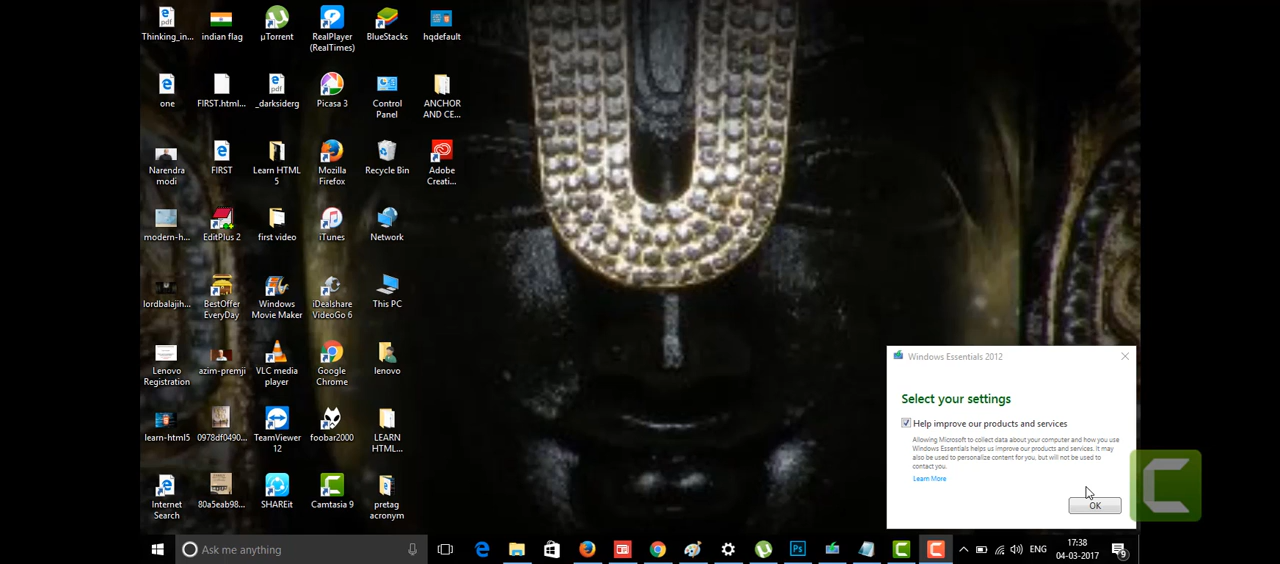 Thinking_in...
indian flag
µTorrent
RealPlayer
(RealTimes)
BlueStacks
hqdefault
one
FIRST.html...
_darksiderg
Picasa 3
Control
Panel
ANCHOR
AND CE...
Narendra
modi
FIRST
Learn HTML
5
Mozilla
Firefox
Recycle Bin
Adobe
Creati...
modern-h...
EditPlus 2
first video
iTunes
Network
lordbalajih...
BestOffer
EveryDay
Windows
Movie Maker
iDealshare
VideoGo 6
This PC
Lenovo
Registration
azim-premji
VLC media
player
Google
Chrome
lenovo
learn-html5
0978df0490...
TeamViewer
12
foobar2000
LEARN
HTML...
Internet
Search
80a5eab98...
SHAREit
Camtasia 9
pretag
acronym
Windows Essentials 2012
Select your settings
Help improve our products and services
Allowing Microsoft to collect data about your computer and how you use
Windows Essentials helps us improve our products and services. It may
also be used to personalize content for you, but will not be used to
contact you.
Learn More
OK
Ask me anything
ENG
17:38
04-03-2017
9